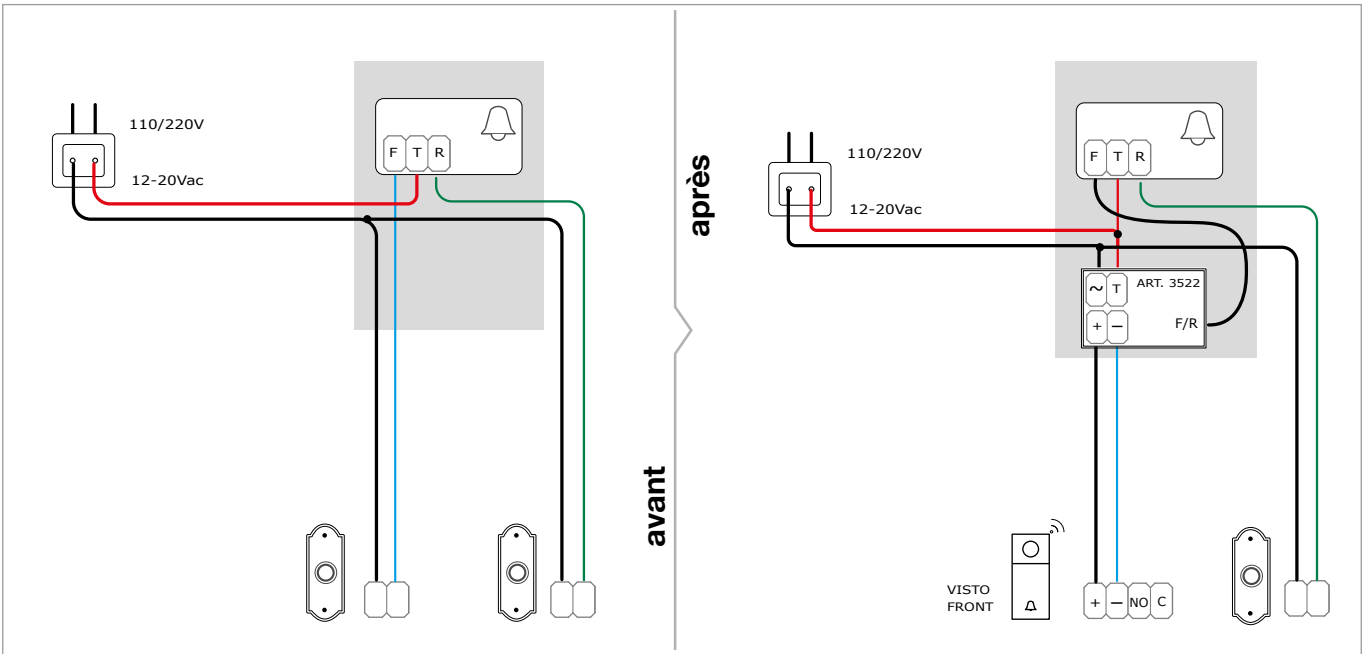 110/220V
12-20Vac
F T R
avant
après
110/220V
12-20Vac
F T R
~ T ART. 3522
+ − F/R
VISTO
FRONT
+ − NO C